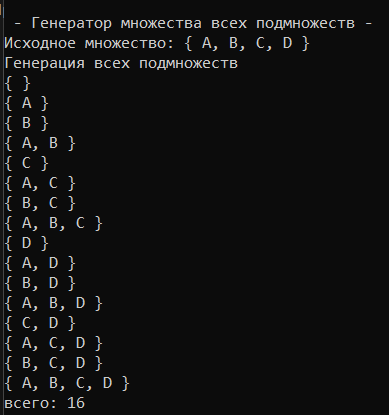 - Генератор множества всех подмножеств -
Исходное множество: { A, B, C, D }
Генерация всех подмножеств
{ }
{ A }
{ B }
{ A, B }
{ C }
{ A, C }
{ B, C }
{ A, B, C }
{ D }
{ A, D }
{ B, D }
{ A, B, D }
{ C, D }
{ A, C, D }
{ B, C, D }
{ A, B, C, D }
всего: 16